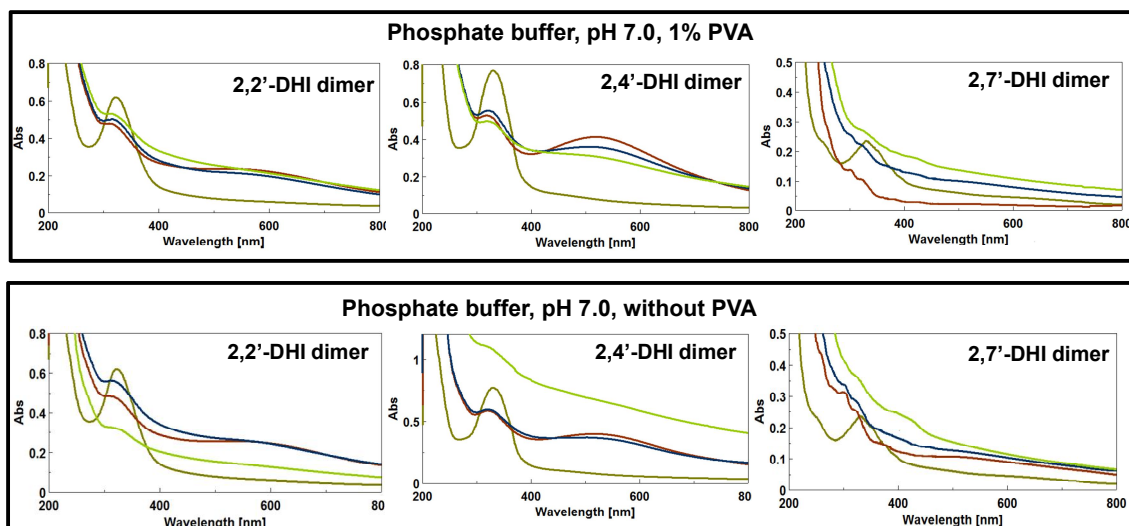 Phosphate buffer, pH 7.0, 1% PVA
0.8
0.6
0.4
0.2
0
Abs
2,2'-DHI dimer
200
400
600
800
Wavelength [nm]
0.8
0.6
0.4
0.2
0
Abs
2,4'-DHI dimer
200
400
600
800
Wavelength [nm]
0.5
0.4
0.3
0.2
0.1
0
Abs
2,7'-DHI dimer
200
400
600
800
Wavelength [nm]
Phosphate buffer, pH 7.0, without PVA
0.8
0.6
0.4
0.2
0
Abs
2,2'-DHI dimer
200
400
600
80
Wavelength [nm]
1
0.5
0
Abs
2,4'-DHI dimer
200
400
600
800
Wavelength [nm]
0.5
0.4
0.3
0.2
0.1
0
Abs
2,7'-DHI dimer
200
400
600
800
Wavelength [nm]